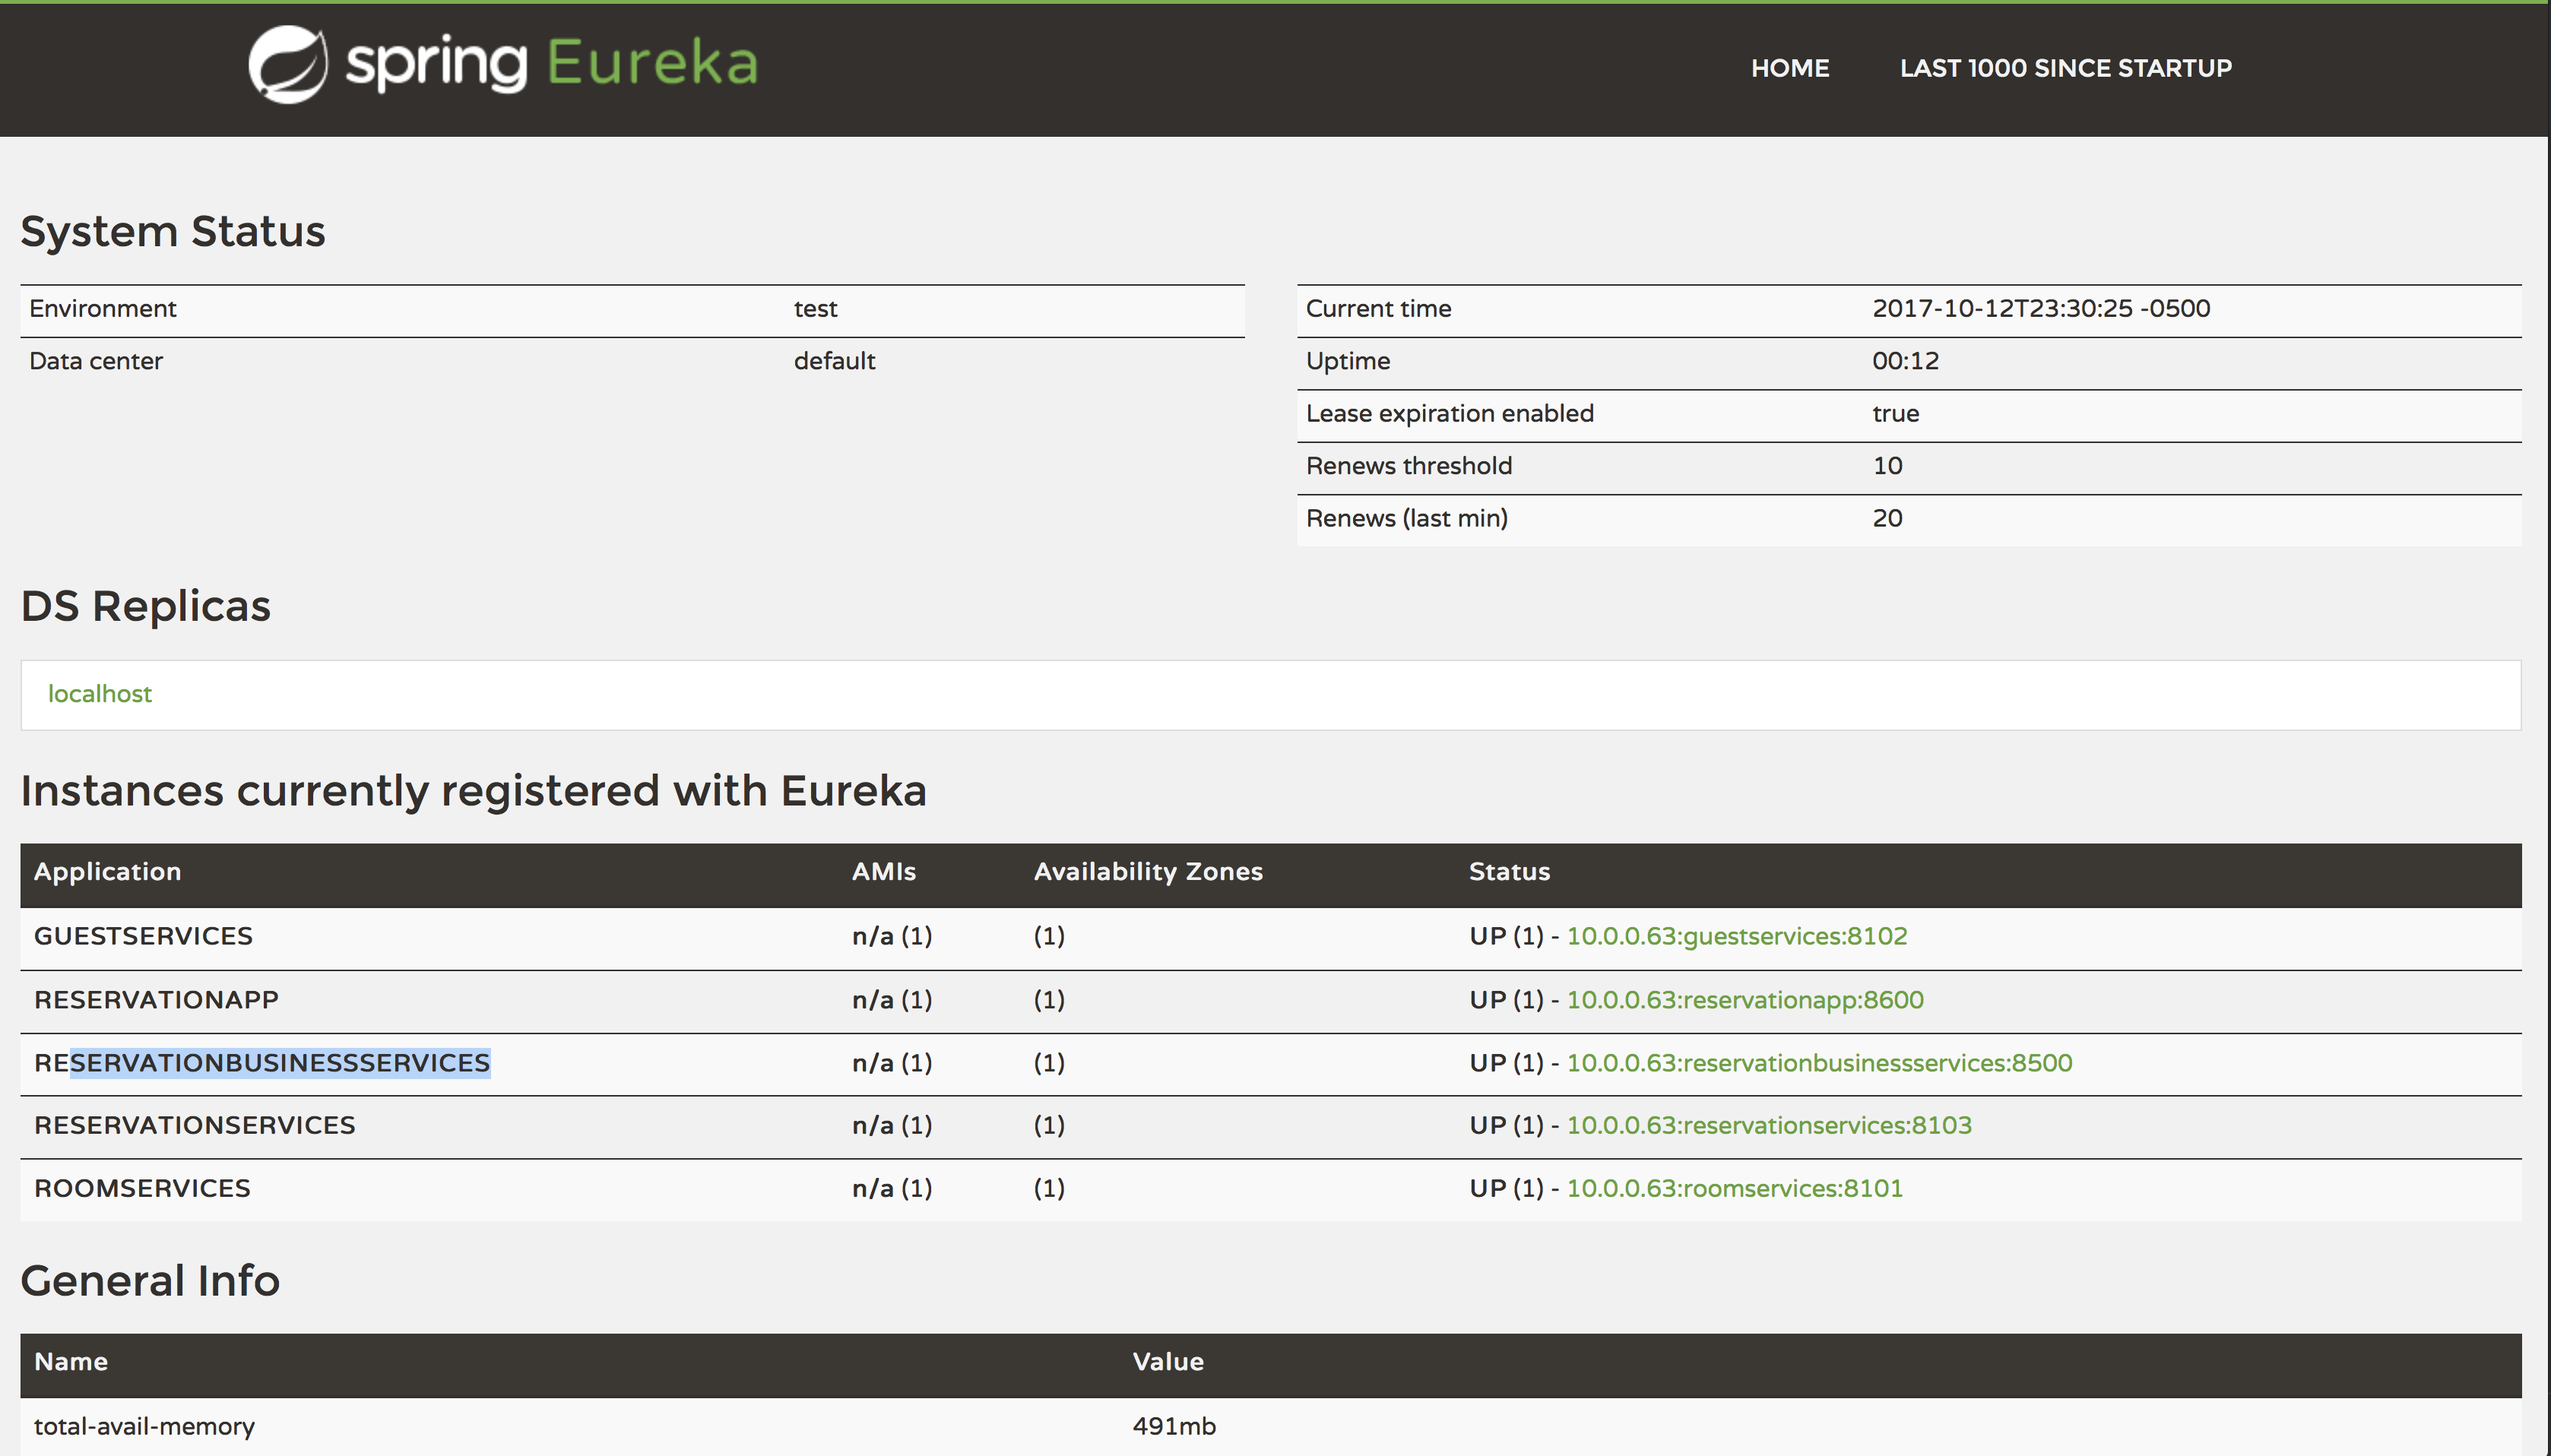 spring Eureka
HOME LAST 1000 SINCE STARTUP
System Status
Environment test
Data center default
Current time 2017-10-12T23:30:25 -0500
Uptime 00:12
Lease expiration enabled true
Renews threshold 10
Renews (last min) 20
DS Replicas
localhost
Instances currently registered with Eureka
Application AMIs Availability Zones Status
GUESTSERVICES n/a (1) (1) UP (1) - 10.0.0.63:guestservices:8102
RESERVATIONAPP n/a (1) (1) UP (1) - 10.0.0.63:reservationapp:8600
RESERVATIONBUSINESSSERVICES n/a (1) (1) UP (1) - 10.0.0.63:reservationbusinessservices:8500
RESERVATIONSERVICES n/a (1) (1) UP (1) - 10.0.0.63:reservationservices:8103
ROOMSERVICES n/a (1) (1) UP (1) - 10.0.0.63:roomservices:8101
General Info
Name Value
total-avail-memory 491mb